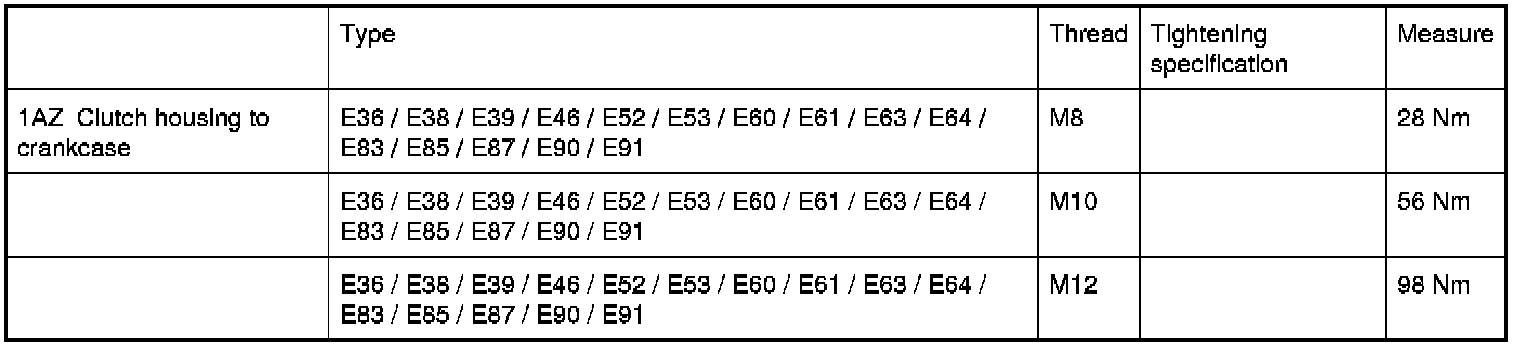 Type Thread Tightening specification Measure
1AZ Clutch housing to crankcase
E36 / E38 / E39 / E46 / E52 / E53 / E60 / E61 / E63 / E64 /
E83 / E85 / E87 / E90 / E91
M8
28 Nm
E36 / E38 / E39 / E46 / E52 / E53 / E60 / E61 / E63 / E64 /
E83 / E85 / E87 / E90 / E91
M10
56 Nm
E36 / E38 / E39 / E46 / E52 / E53 / E60 / E61 / E63 / E64 /
E83 / E85 / E87 / E90 / E91
M12
98 Nm